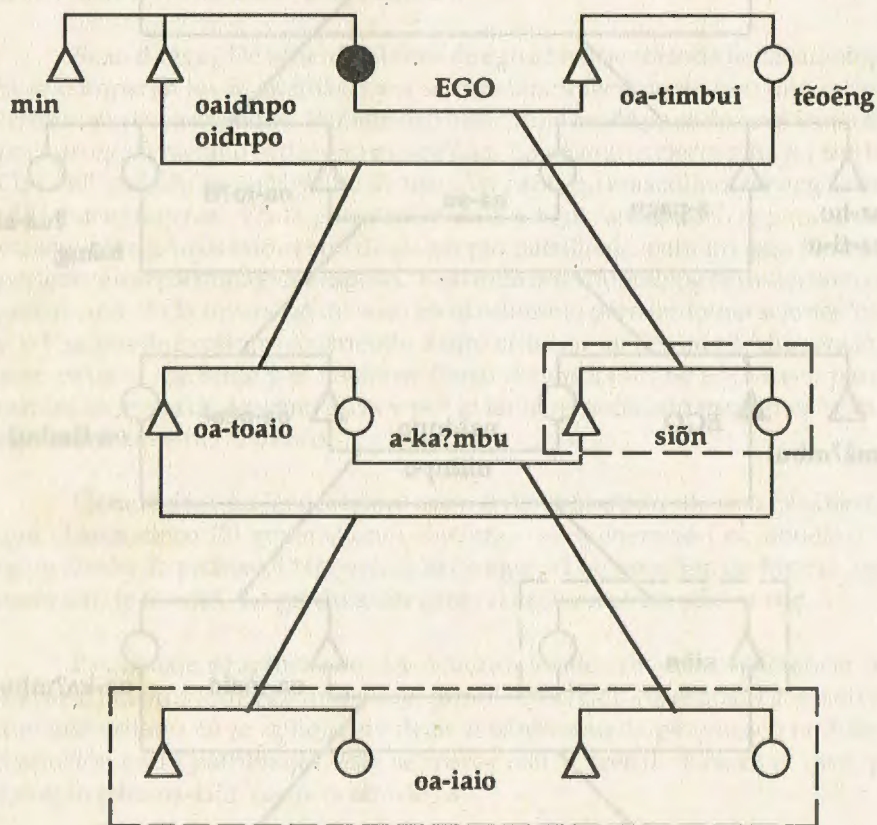 EGO
min
oaidnpo
oidnpo
oa-timbui
tẽoẽng
oa-toaio
a-ka?mbu
siõn
oa-iaio